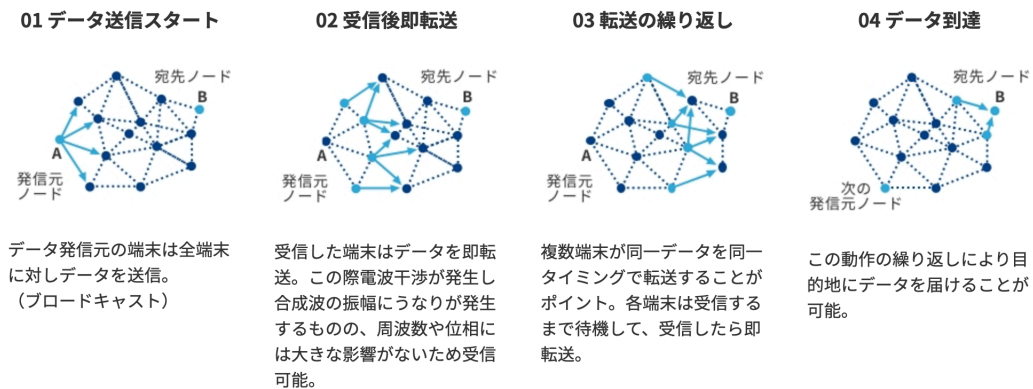 01 データ送信スタート
宛先ノード
B
A
発信元
ノード
データ発信元の端末は全端末
に対しデータを送信。
（ブロードキャスト）
02 受信後即転送
宛先ノード
B
A
発信元
ノード
受信した端末はデータを即転
送。この際電波干渉が発生し
合成波の振幅にうなりが発生
するものの、周波数や位相に
は大きな影響がないため受信
可能。
03 転送の繰り返し
宛先ノード
B
A
発信元
ノード
複数端末が同一データを同一
タイミングで転送することが
ポイント。各端末は受信する
まで待機して、受信したら即
転送。
04 データ到達
宛先ノード
B
次の
発信元ノード
この動作の繰り返しにより目
的地にデータを届けることが
可能。